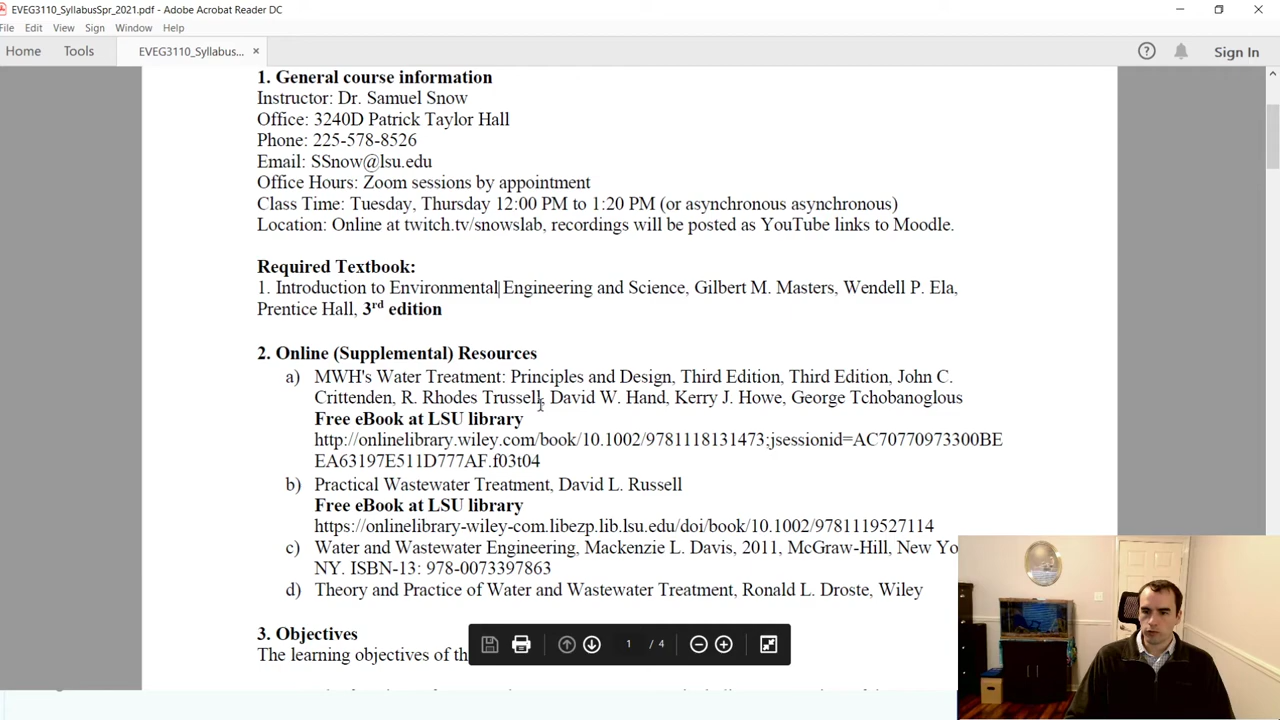 EVEG3110_SyllabusSpr_2021.pdf - Adobe Acrobat Reader DC
File Edit View Sign Window Help
Home Tools EVEG3110_Syllabus... × Sign In
1. General course information
Instructor: Dr. Samuel Snow
Office: 3240D Patrick Taylor Hall
Phone: 225-578-8526
Email: SSnow@lsu.edu
Office Hours: Zoom sessions by appointment
Class Time: Tuesday, Thursday 12:00 PM to 1:20 PM (or asynchronous asynchronous)
Location: Online at twitch.tv/snowslab, recordings will be posted as YouTube links to Moodle.
Required Textbook:
1. Introduction to Environmental Engineering and Science, Gilbert M. Masters, Wendell P. Ela,
Prentice Hall, 3rd edition
2. Online (Supplemental) Resources
a) MWH's Water Treatment: Principles and Design, Third Edition, Third Edition, John C.
Crittenden, R. Rhodes Trussell, David W. Hand, Kerry J. Howe, George Tchobanoglous
Free eBook at LSU library
http://onlinelibrary.wiley.com/book/10.1002/9781118131473;jsessionid=AC70770973300BE
EA63197E511D777AF.f03t04
b) Practical Wastewater Treatment, David L. Russell
Free eBook at LSU library
https://onlinelibrary-wiley-com.libezp.lib.lsu.edu/doi/book/10.1002/9781119527114
c) Water and Wastewater Engineering, Mackenzie L. Davis, 2011, McGraw-Hill, New Yo
NY. ISBN-13: 978-0073397863
d) Theory and Practice of Water and Wastewater Treatment, Ronald L. Droste, Wiley
3. Objectives
The learning objectives of th
1 / 4